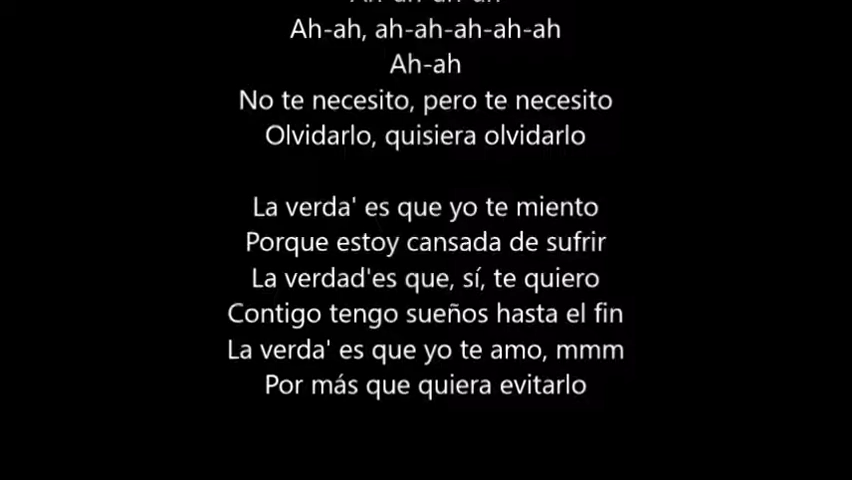 Ah-ah, ah-ah-ah-ah-ah
Ah-ah
No te necesito, pero te necesito
Olvidarlo, quisiera olvidarlo
La verda' es que yo te miento
Porque estoy cansada de sufrir
La verdad'es que, sí, te quiero
Contigo tengo sueños hasta el fin
La verda' es que yo te amo, mmm
Por más que quiera evitarlo